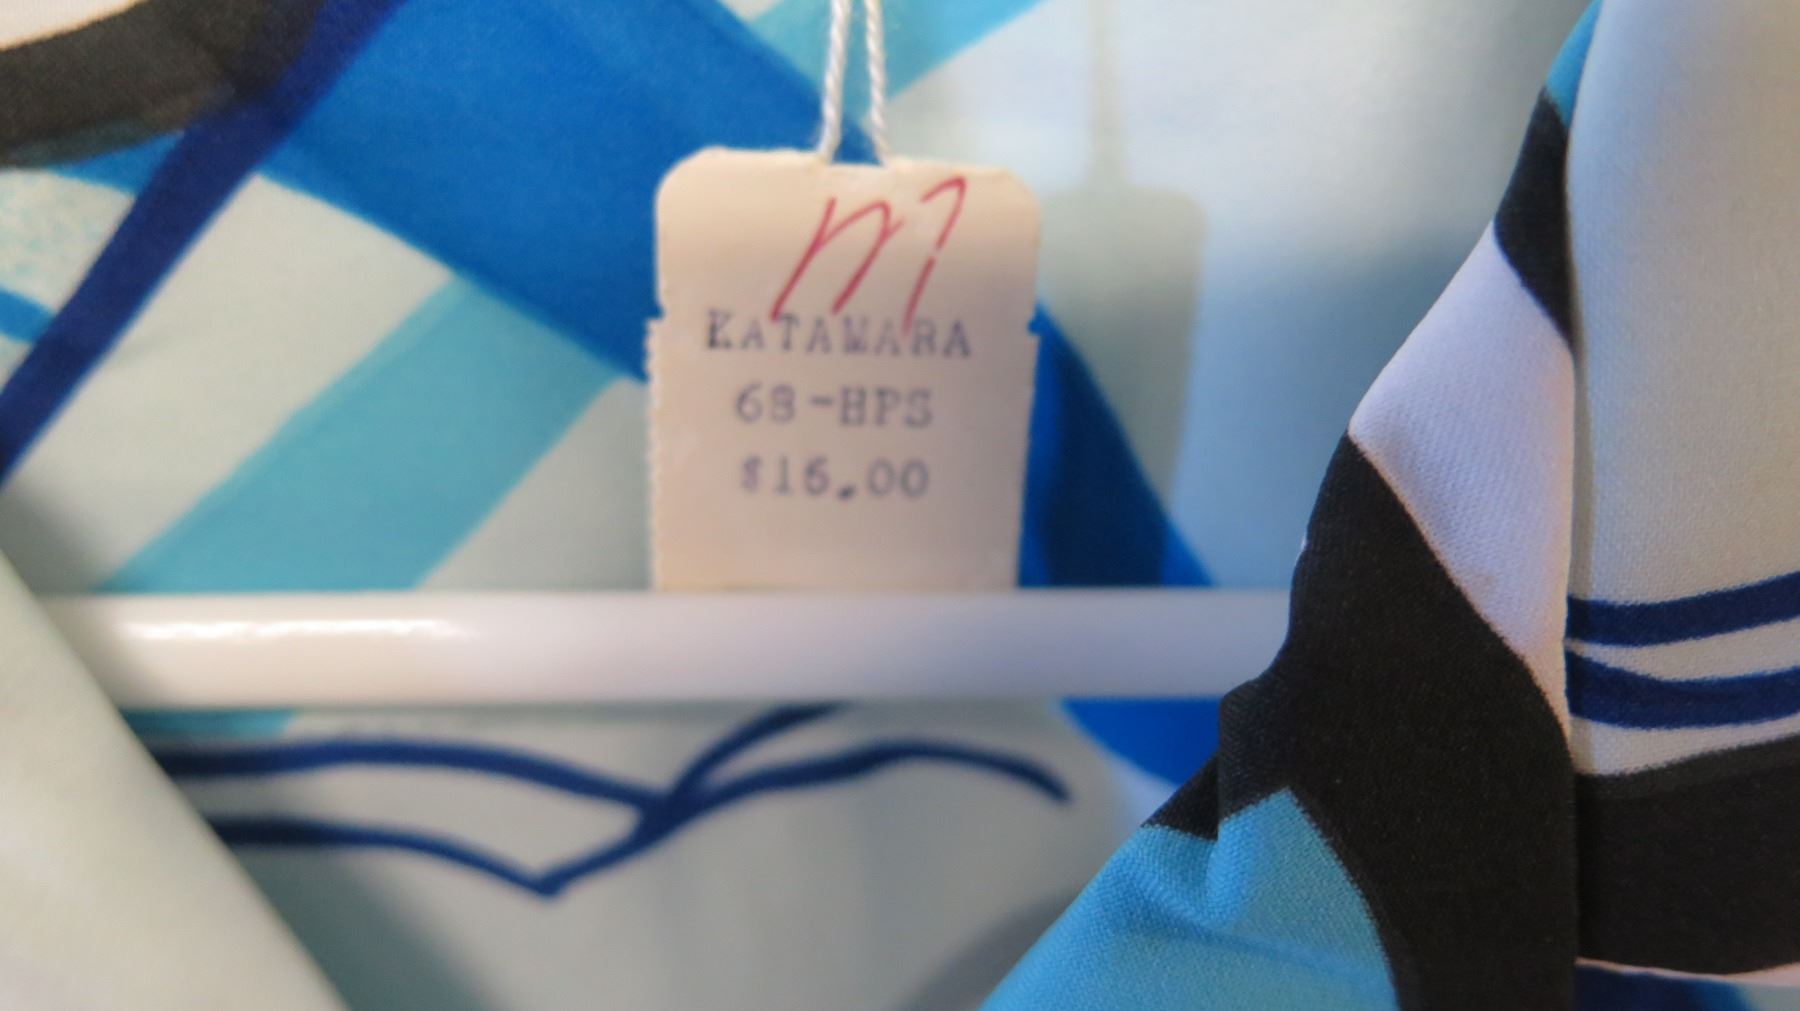 M
KATAMARA
68-HPS
$16.00